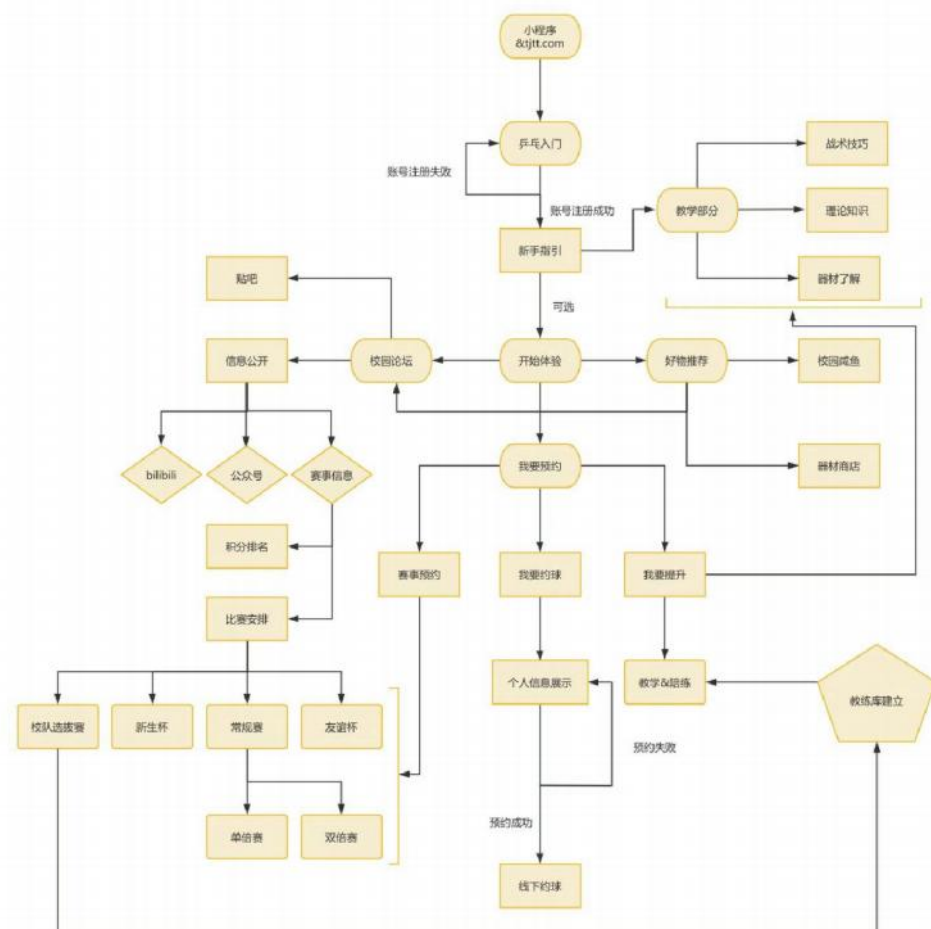 小程序
&tjtt.com
乒乓入门
账号注册失败
账号注册成功
战术技巧
教学部分
理论知识
新手指引
器材了解
贴吧
可选
信息公开
校园论坛
开始体验
好物推荐
校园咸鱼
bilibili
公众号
赛事信息
我要预约
器材商店
积分排名
赛事预约
我要约球
我要提升
比赛安排
个人信息展示
教学&陪练
教练库建立
校队选拔赛
新生杯
常规赛
友谊杯
预约失败
预约成功
单倍赛
双倍赛
线下约球